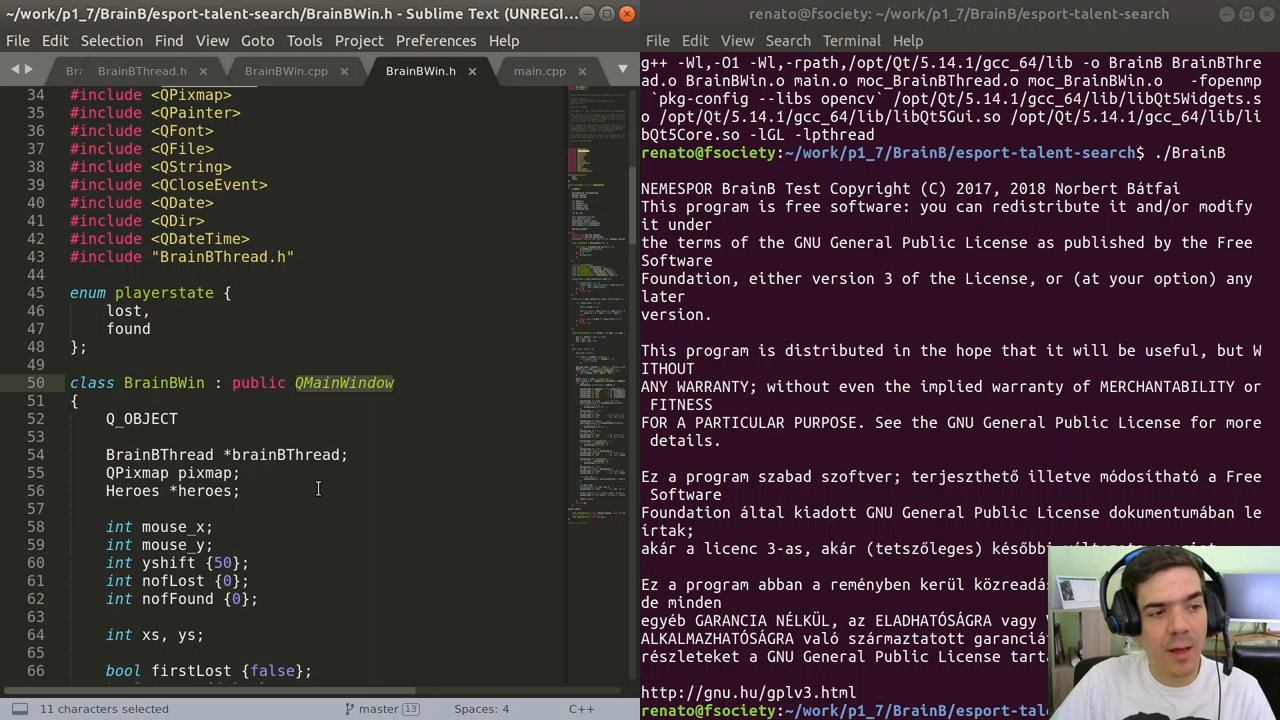 ~/work/p1_7/BrainB/esport-talent-search/BrainBWin.h - Sublime Text (UNREGI...
File Edit Selection Find View Goto Tools Project Preferences Help
BrainBThread.h BrainBWin.cpp BrainBWin.h main.cpp
34 #include <QPixmap>
35 #include <QPainter>
36 #include <QFont>
37 #include <QFile>
38 #include <QString>
39 #include <QCloseEvent>
40 #include <QDate>
41 #include <QDir>
42 #include <QDateTime>
43 #include "BrainBThread.h"
44
45 enum playerstate {
46 lost,
47 found
48 };
49
50 class BrainBWin : public QMainWindow
51 {
52 Q_OBJECT
53
54 BrainBThread *brainBThread;
55 QPixmap pixmap;
56 Heroes *heroes;
57
58 int mouse_x;
59 int mouse_y;
60 int yshift {50};
61 int nofLost {0};
62 int nofFound {0};
63
64 int xs, ys;
65
66 bool firstLost {false};
11 characters selected master 13 Spaces: 4 C++
renato@fsociety: ~/work/p1_7/BrainB/esport-talent-search
File Edit View Search Terminal Help
g++ -Wl,-O1 -Wl,-rpath,/opt/Qt/5.14.1/gcc_64/lib -o BrainB BrainBThre
ad.o BrainBWin.o main.o moc_BrainBThread.o moc_BrainBWin.o -fopenmp
`pkg-config --libs opencv` /opt/Qt/5.14.1/gcc_64/lib/libQt5Widgets.s
o /opt/Qt/5.14.1/gcc_64/lib/libQt5Gui.so /opt/Qt/5.14.1/gcc_64/lib/li
bQt5Core.so -lGL -lpthread
renato@fsociety:~/work/p1_7/BrainB/esport-talent-search$ ./BrainB
NEMESPOR BrainB Test Copyright (C) 2017, 2018 Norbert Bátfai
This program is free software: you can redistribute it and/or modify
it under
the terms of the GNU General Public License as published by the Free
Software
Foundation, either version 3 of the License, or (at your option) any
later
version.
This program is distributed in the hope that it will be useful, but W
ITHOUT
ANY WARRANTY; without even the implied warranty of MERCHANTABILITY or
FITNESS
FOR A PARTICULAR PURPOSE. See the GNU General Public License for more
details.
Ez a program szabad szoftver; terjeszthető illetve módosítható a Free
Software
Foundation által kiadott GNU General Public License dokumentumában le
írtak;
akár a licenc 3-as, akár (tetszőleges) későbbi változata szerint.
Ez a program abban a reményben kerül közreadás
de minden
egyéb GARANCIA NÉLKÜL, az ELADHATÓSÁGRA vagy
ALKALMAZHATÓSÁGRA való származtatott garanciá
részleteket a GNU General Public License tart
http://gnu.hu/gplv3.html
renato@fsociety:~/work/p1_7/BrainB/esport-tal